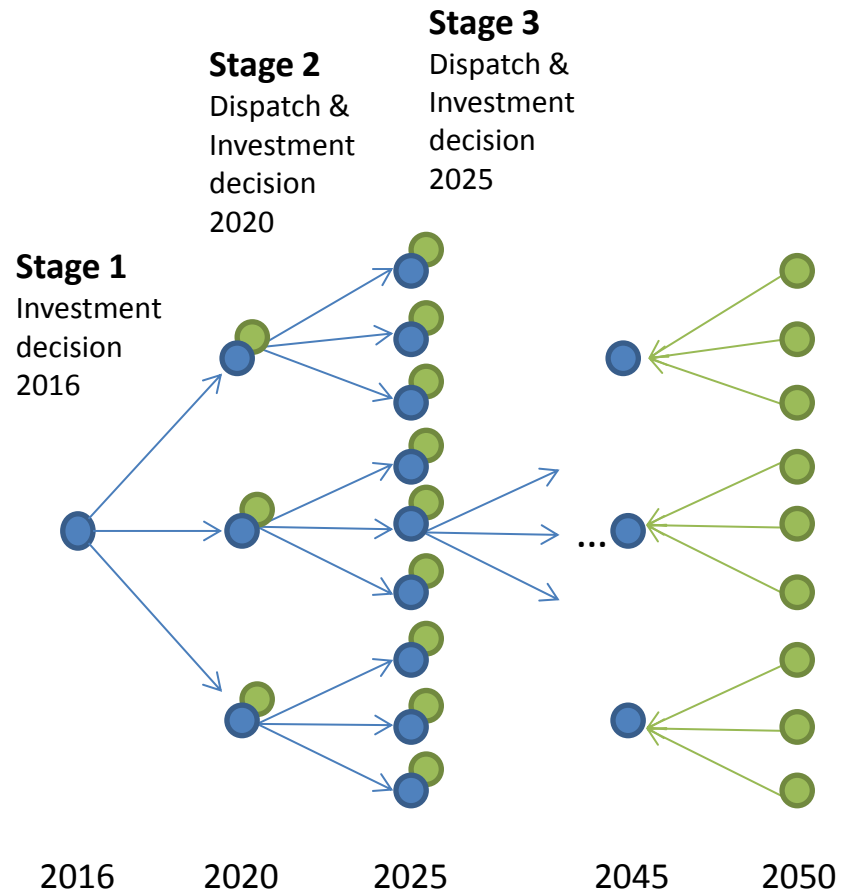 Stage 1
Investment
decision
2016
Stage 2
Dispatch &
Investment
decision
2020
Stage 3
Dispatch &
Investment
decision
2025
...
2016
2020
2025
2045
2050